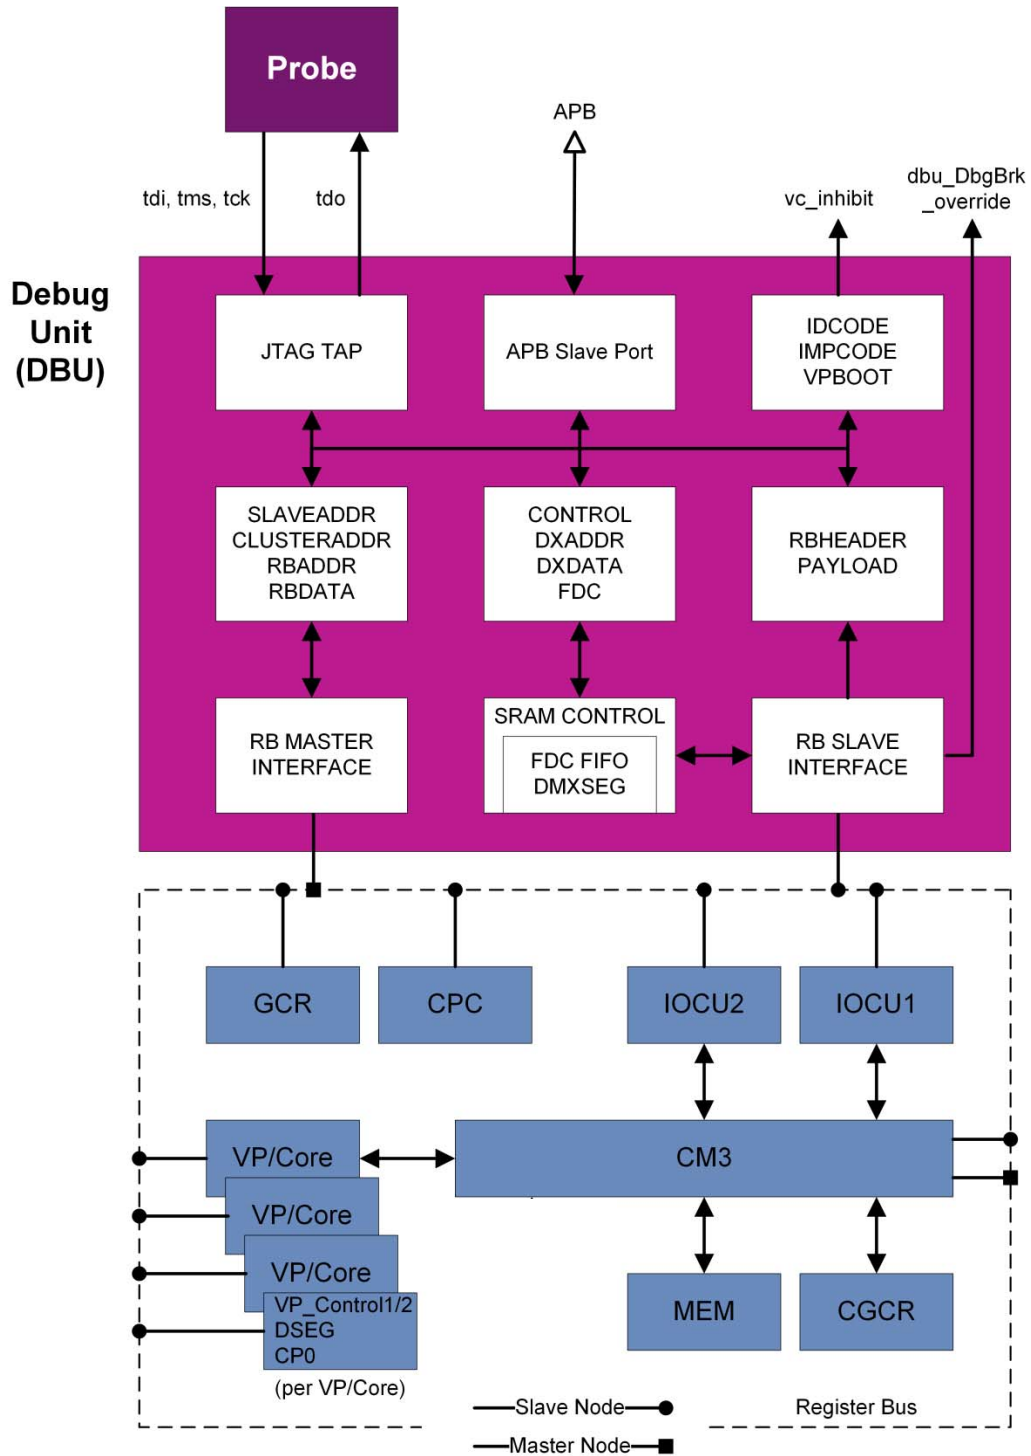 Probe
APB
tdi, tms, tck
tdo
vc_inhibit
dbu_DbgBrk
_override
Debug
Unit
(DBU)
JTAG TAP
APB Slave Port
IDCODE
IMPCODE
VPBOOT
SLAVEADDR
CLUSTERADDR
RBADDR
RBDATA
CONTROL
DXADDR
DXDATA
FDC
RBHEADER
PAYLOAD
RB MASTER
INTERFACE
SRAM CONTROL
FDC FIFO
DMXSEG
RB SLAVE
INTERFACE
GCR
CPC
IOCU2
IOCU1
VP/Core
CM3
VP/Core
VP/Core
VP_Control1/2
DSEG
CP0
(per VP/Core)
MEM
CGCR
Slave Node
Register Bus
Master Node